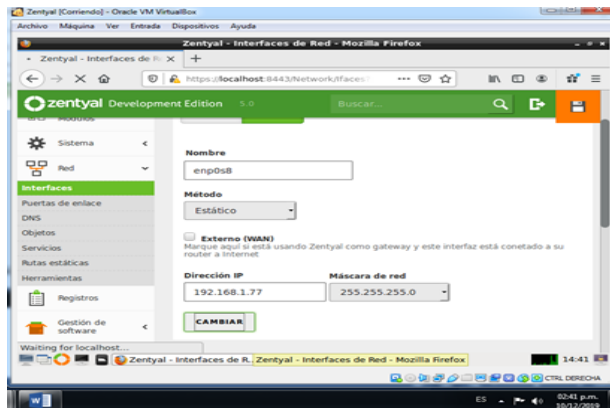 Zentyal [Corriendo] - Oracle VM VirtualBox
Archivo Máquina Ver Entrada Dispositivos Ayuda
Zentyal - Interfaces de Red - Mozilla Firefox
Zentyal - Interfaces de R
https://localhost:8443/Network/Ifaces?
zentyal Development Edition 5.0
Buscar...
Módulos
Sistema
Red
Interfaces
Puertas de enlace
DNS
Objetos
Servicios
Rutas estáticas
Herramientas
Registros
Gestión de
software
Nombre
enp0s8
Método
Estático
Externo (WAN)
Marque aquí si está usando Zentyal como gateway y este interfaz está conetado a su
router a Internet
Dirección IP Máscara de red
192.168.1.77 255.255.255.0
CAMBIAR
Waiting for localhost...
Zentyal - Interfaces de R... Zentyal - Interfaces de Red - Mozilla Firefox
14:41
CTRL DERECHA
ES
02:41 p.m.
10/12/2019